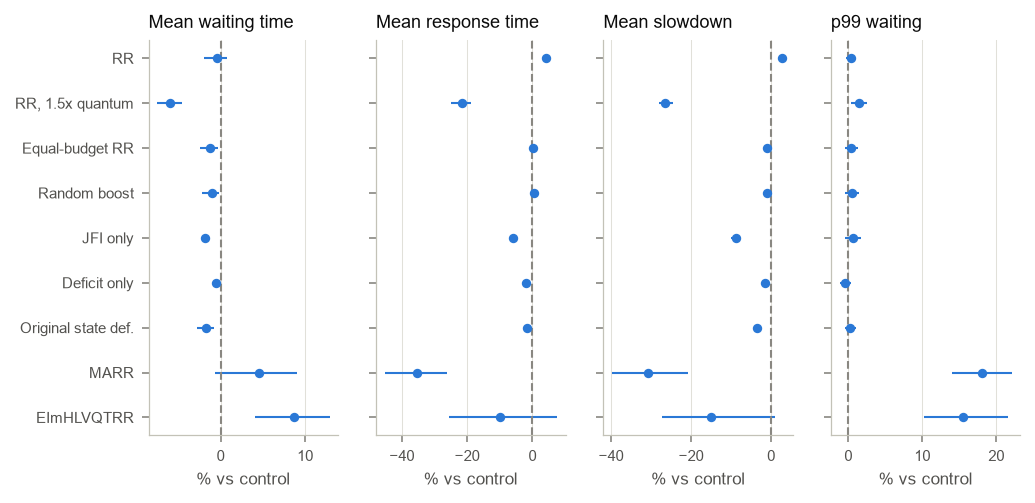 Mean waiting time
Mean response time
Mean slowdown
p99 waiting
RR
RR, 1.5x quantum
Equal-budget RR
Random boost
JFI only
Deficit only
Original state def.
MARR
EImHLVQTRR
0 10
−40 −20 0
−40 −20 0
0 10 20
% vs control
% vs control
% vs control
% vs control